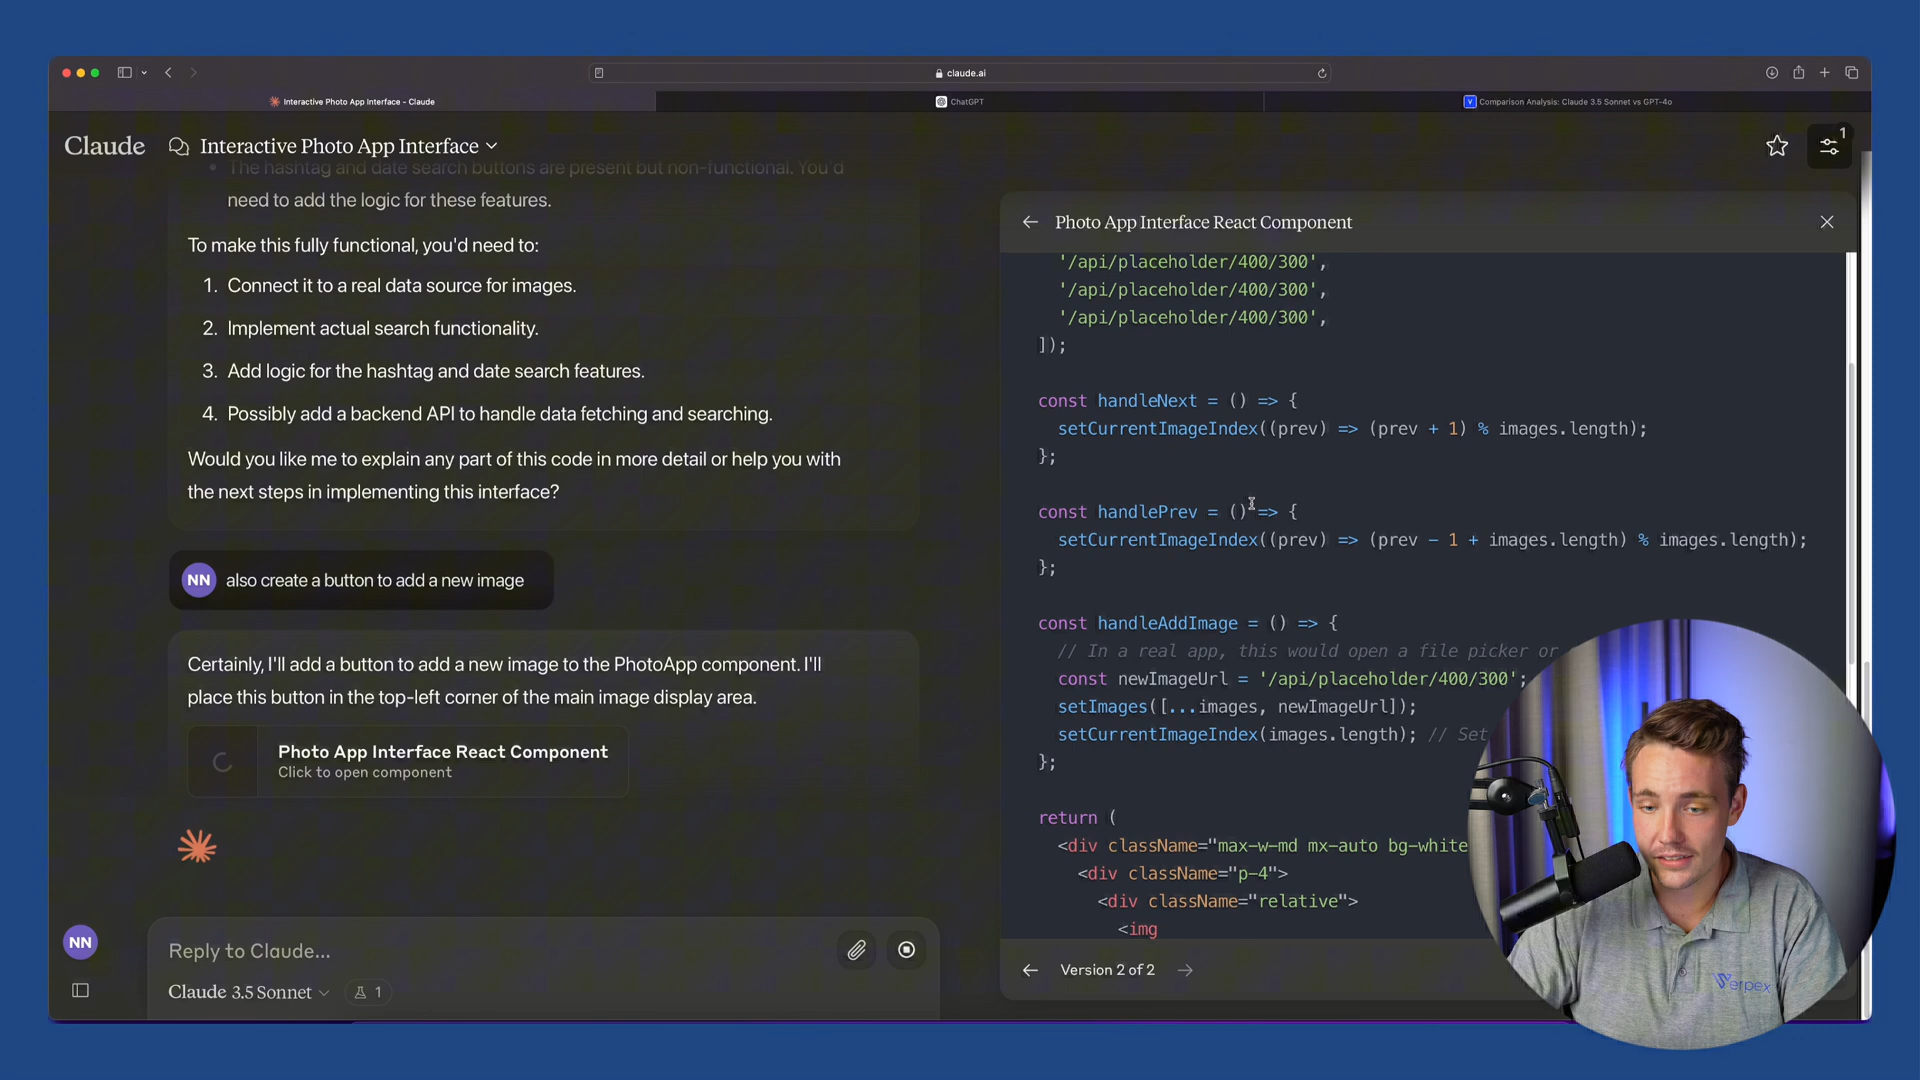 claude.ai
Interactive Photo App Interface - Claude
ChatGPT
V
Comparison Analysis: Claude 3.5 Sonnet vs GPT-4o
Claude
Interactive Photo App Interface
1
The hashtag and date search buttons are present but non-functional. You'd
need to add the logic for these features.
To make this fully functional, you'd need to:
1. Connect it to a real data source for images.
2. Implement actual search functionality.
3. Add logic for the hashtag and date search features.
4. Possibly add a backend API to handle data fetching and searching.
Would you like me to explain any part of this code in more detail or help you with
the next steps in implementing this interface?
NN also create a button to add a new image
Certainly, I'll add a button to add a new image to the PhotoApp component. I'll
place this button in the top-left corner of the main image display area.
Photo App Interface React Component
Click to open component
NN
Reply to Claude...
Claude 3.5 Sonnet
1
Photo App Interface React Component
'/api/placeholder/400/300',
'/api/placeholder/400/300',
'/api/placeholder/400/300',
]);
const handleNext = () => {
setCurrentImageIndex((prev) => (prev + 1) % images.length);
};
const handlePrev = () => {
setCurrentImageIndex((prev) => (prev - 1 + images.length) % images.length);
};
const handleAddImage = () => {
// In a real app, this would open a file picker or
const newImageUrl = '/api/placeholder/400/300';
setImages([...images, newImageUrl]);
setCurrentImageIndex(images.length); // Set
};
return (
<div className="max-w-md mx-auto bg-white
<div className="p-4">
<div className="relative">
<img
Version 2 of 2
Verpex